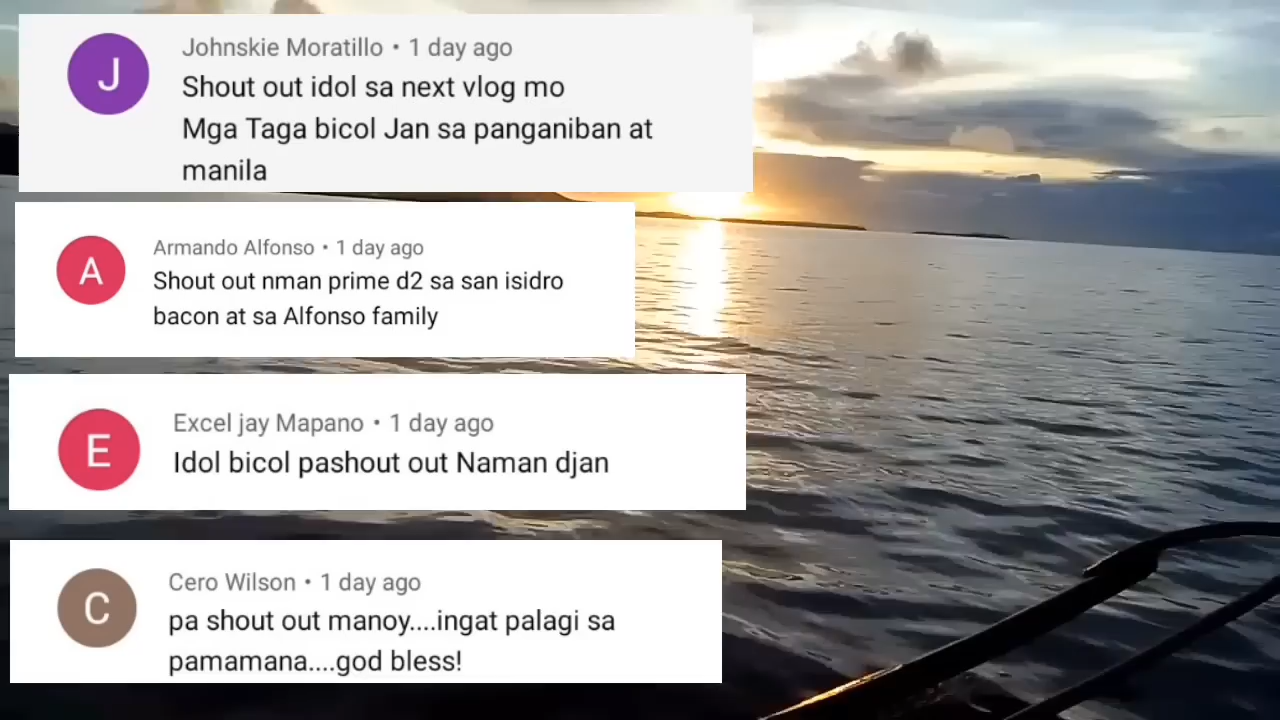 J
Johnskie Moratillo • 1 day ago
Shout out idol sa next vlog mo
Mga Taga bicol Jan sa panganiban at
manila
A
Armando Alfonso • 1 day ago
Shout out nman prime d2 sa san isidro
bacon at sa Alfonso family
E
Excel jay Mapano • 1 day ago
Idol bicol pashout out Naman djan
C
Cero Wilson • 1 day ago
pa shout out manoy....ingat palagi sa
pamamana....god bless!